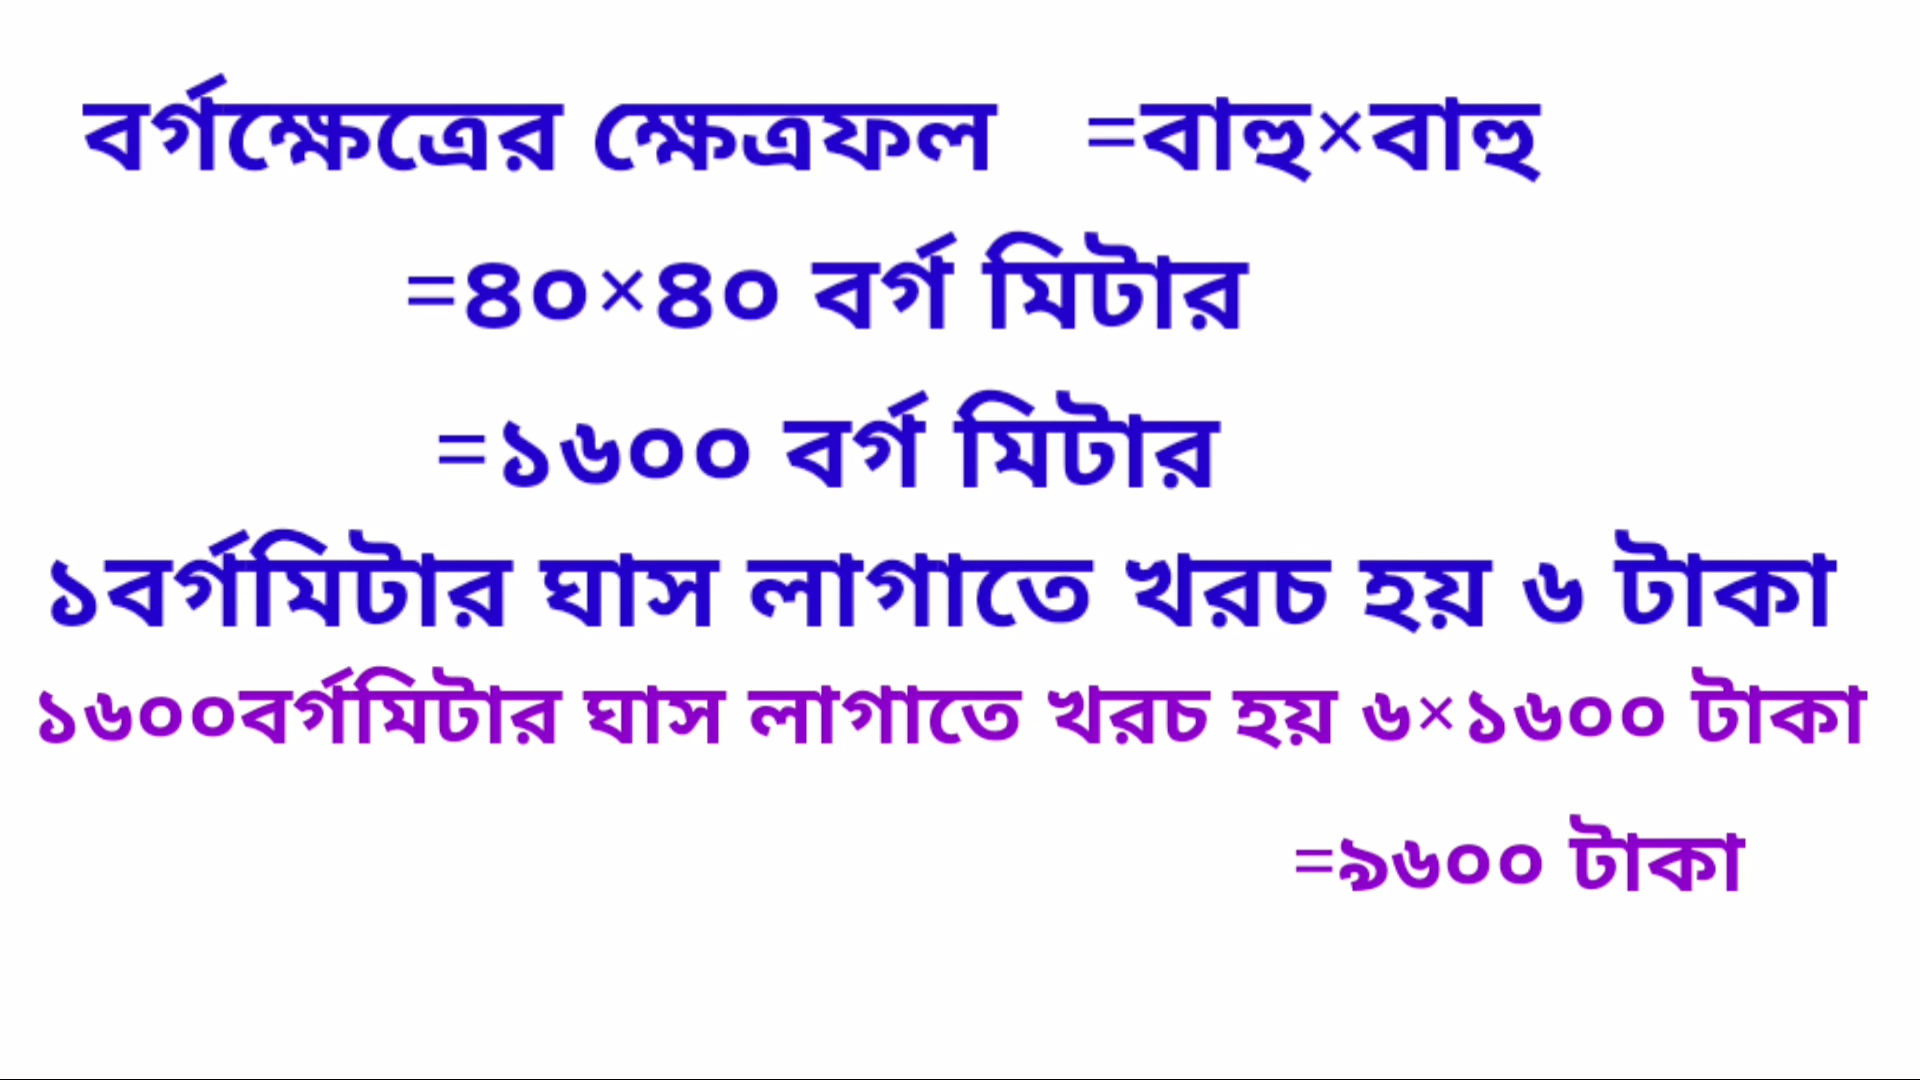 বর্গক্ষেত্রের ক্ষেত্রফল =বাহু×বাহু
=৪০×৪০ বর্গ মিটার
=১৬০০ বর্গ মিটার
১বর্গমিটার ঘাস লাগাতে খরচ হয় ৬ টাকা
১৬০০বর্গমিটার ঘাস লাগাতে খরচ হয় ৬×১৬০০ টাকা
=৯৬০০ টাকা